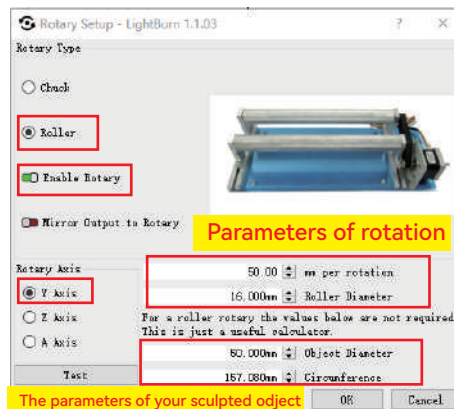 Rotary Setup - LightBurn 1.1.03 ? ×
Rotary Type
Chuck
Roller
Enable Rotary
Mirror Output to Rotary
Parameters of rotation
Rotary Axis
50.00 mm per rotation
Y Axis
16.000mm Roller Diameter
Z Axis
For a roller rotary the values below are not required
This is just a useful calculator.
A Axis
50.000mm Object Diameter
Test
157.080mm Circumference
The parameters of your sculpted object
OK Cancel